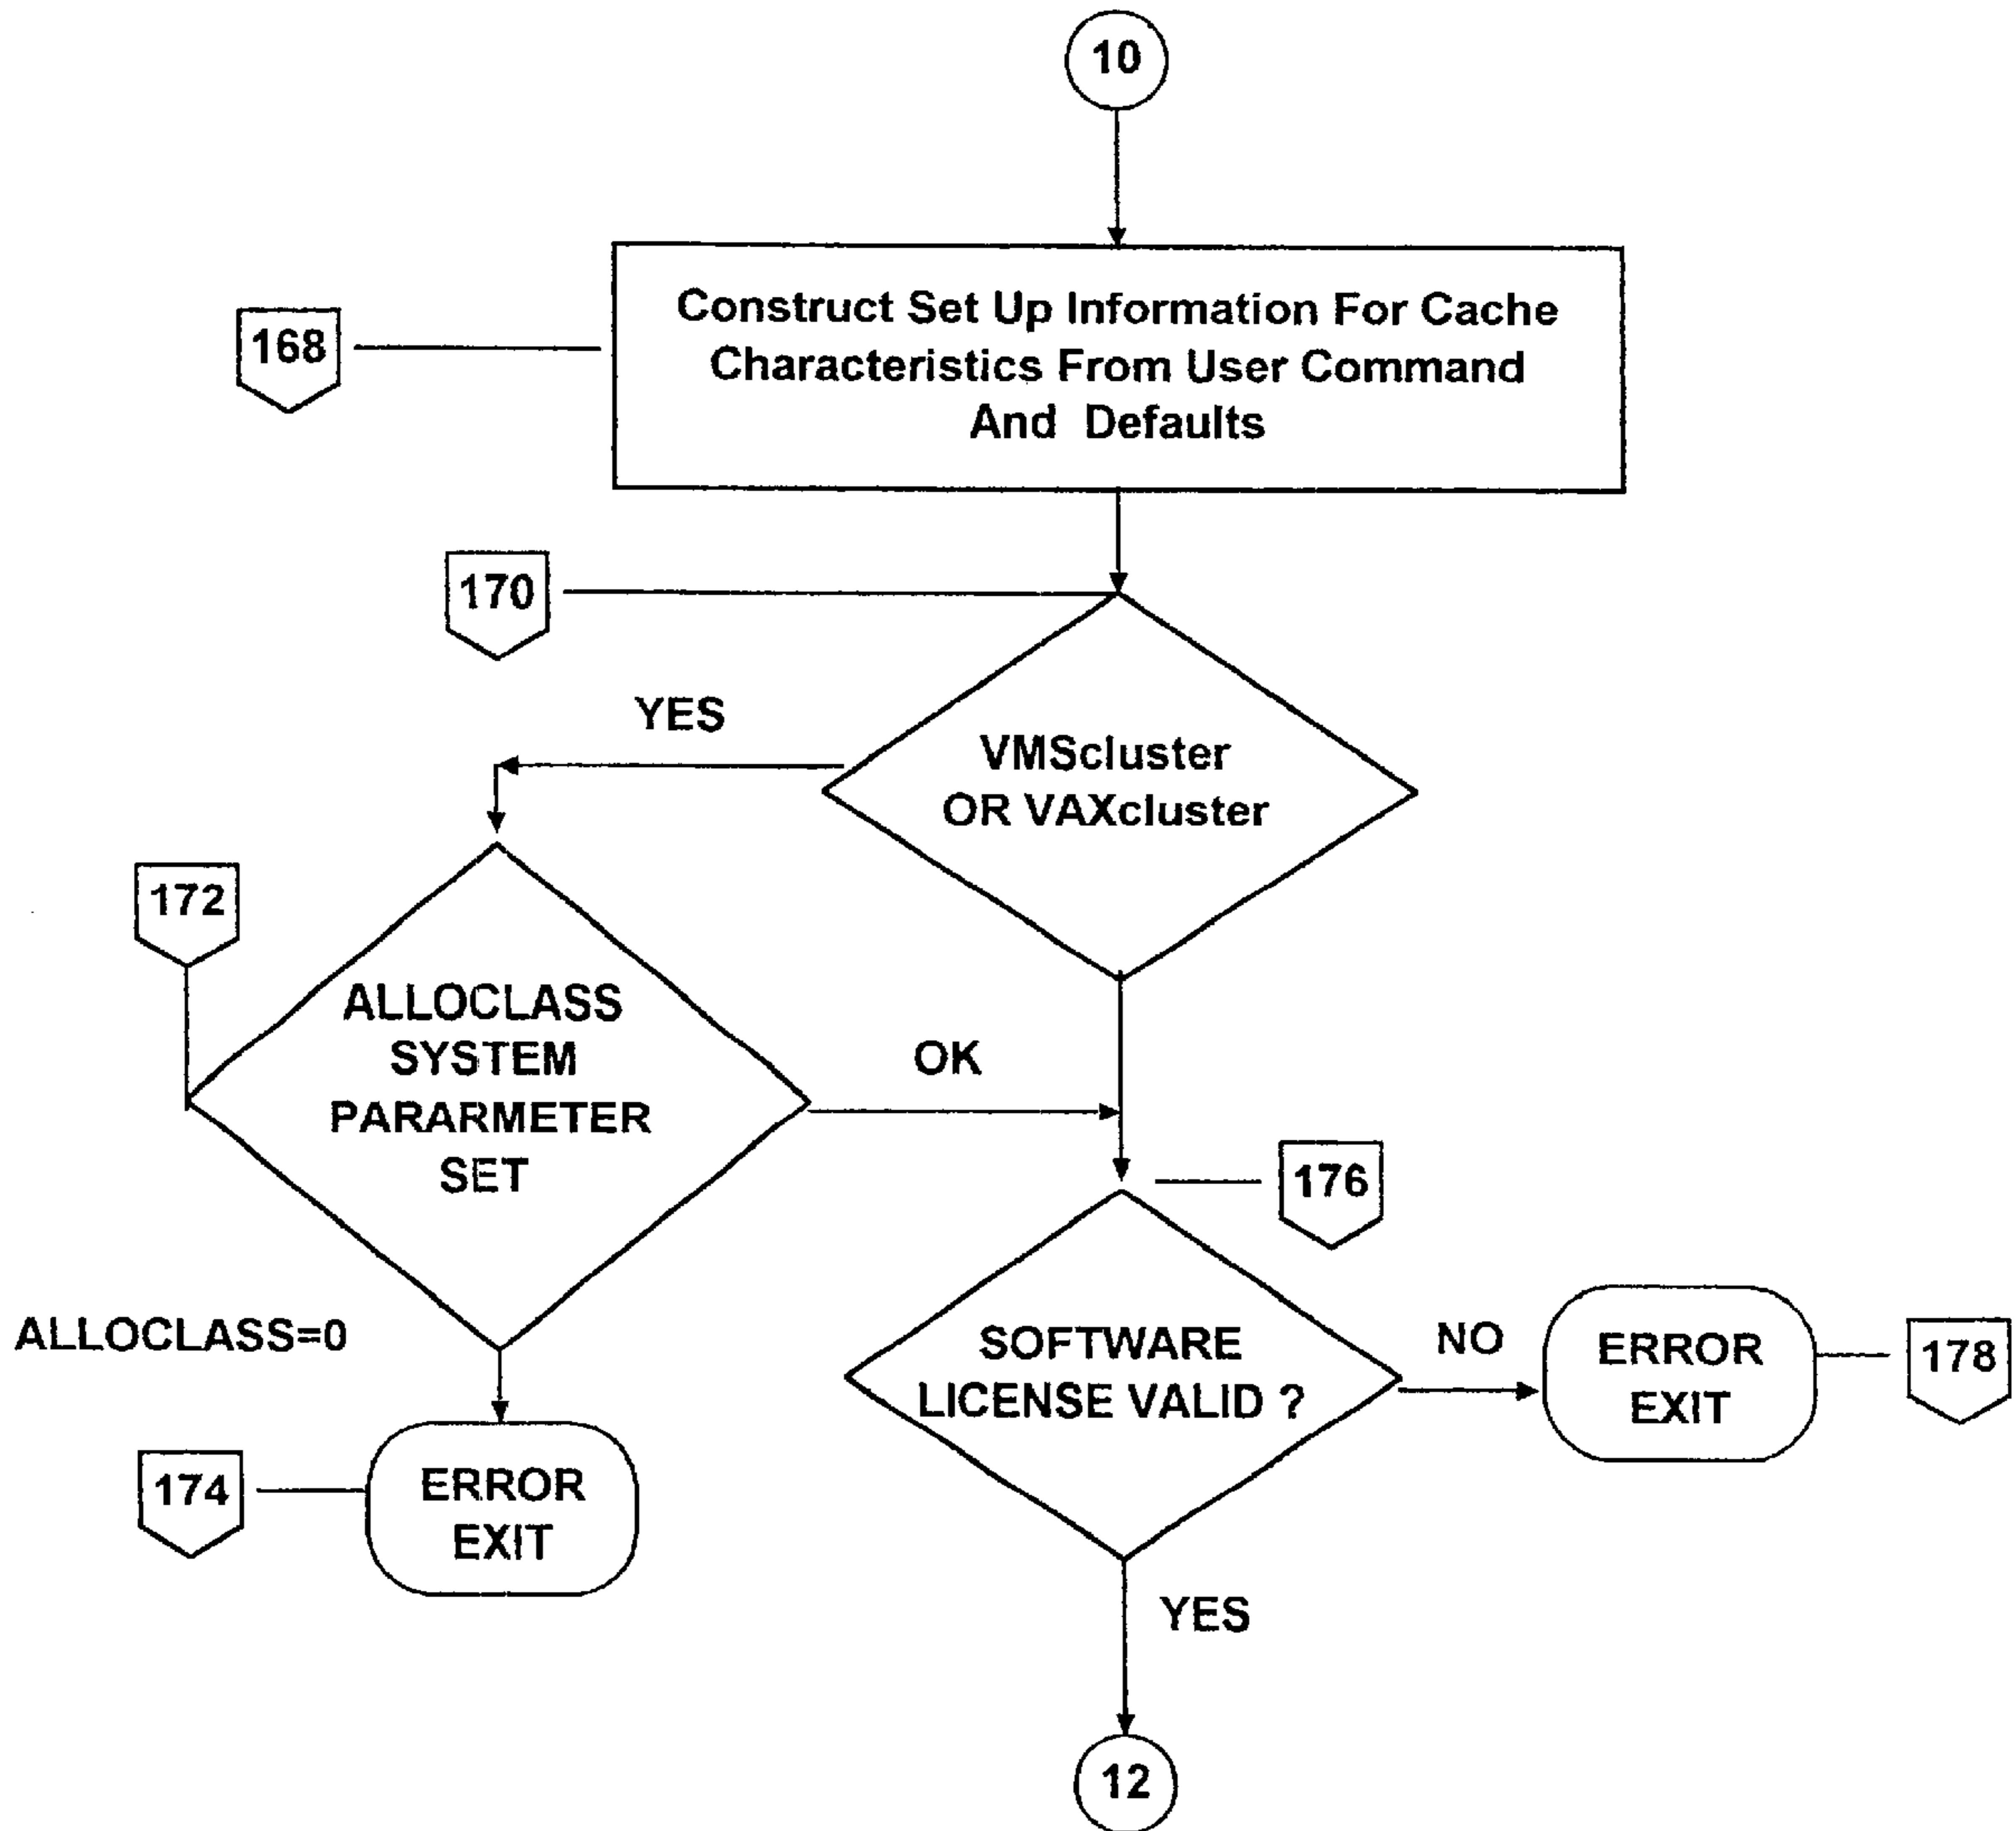 10
Construct Set Up Information For Cache
Characteristics From User Command
And Defaults
168
170
YES
VMScluster
OR VAXcluster
172
ALLOCLASS
SYSTEM
PARARMETER
SET
OK
176
ALLOCLASS=0
SOFTWARE
LICENSE VALID ?
NO
ERROR
EXIT
178
174
ERROR
EXIT
YES
12